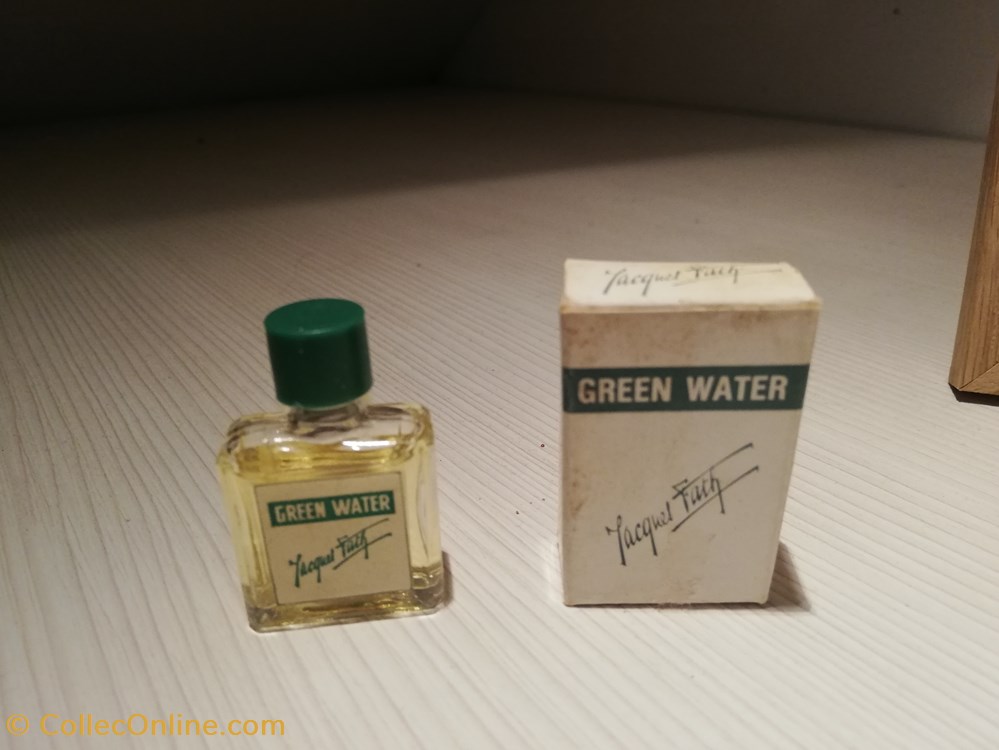 Jacques Fath
GREEN WATER
Jacques Fath
GREEN WATER
Jacques Fath
© CollecOnline.com